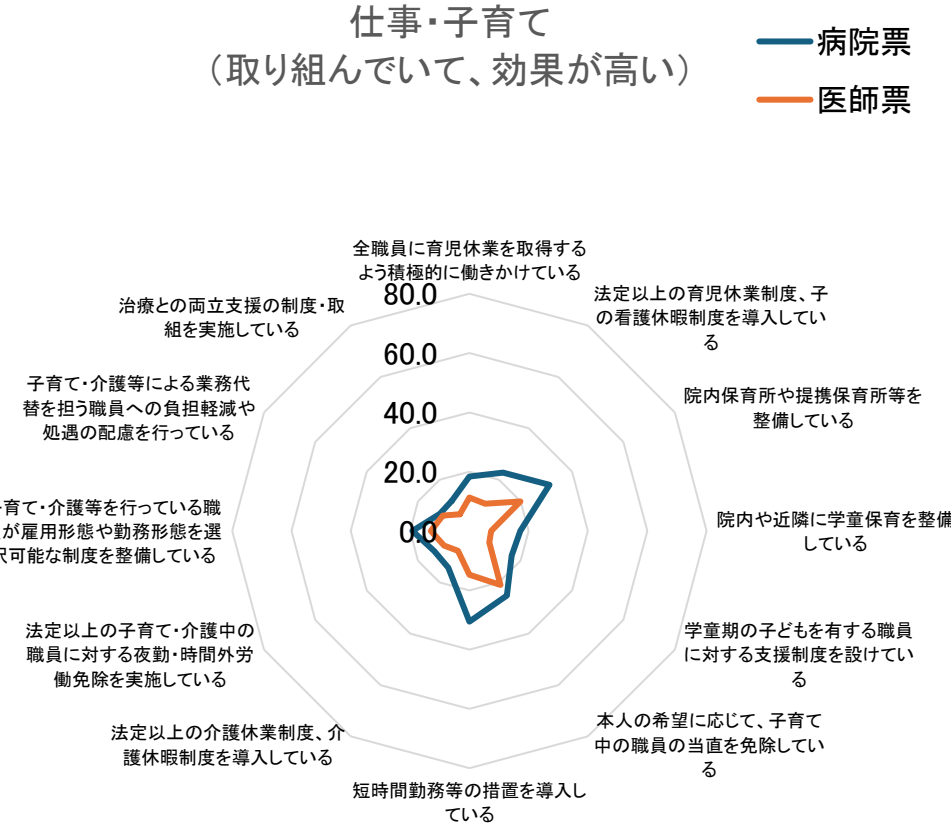 仕事・子育て
（取り組んでいて、効果が高い）
病院票
医師票
全職員に育児休業を取得する
よう積極的に働きかけている
法定以上の育児休業制度、子
の看護休暇制度を導入してい
る
院内保育所や提携保育所等を
整備している
院内や近隣に学童保育を整備
している
学童期の子どもを有する職員
に対する支援制度を設けてい
る
本人の希望に応じて、子育て
中の職員の当直を免除してい
る
短時間勤務等の措置を導入し
ている
法定以上の介護休業制度、介
護休暇制度を導入している
法定以上の子育て・介護中の
職員に対する夜勤・時間外労
働免除を実施している
育て・介護等を行っている職
が雇用形態や勤務形態を選
択可能な制度を整備している
子育て・介護等による業務代
替を担う職員への負担軽減や
処遇の配慮を行っている
治療との両立支援の制度・取
組を実施している
80.0
60.0
40.0
20.0
0.0